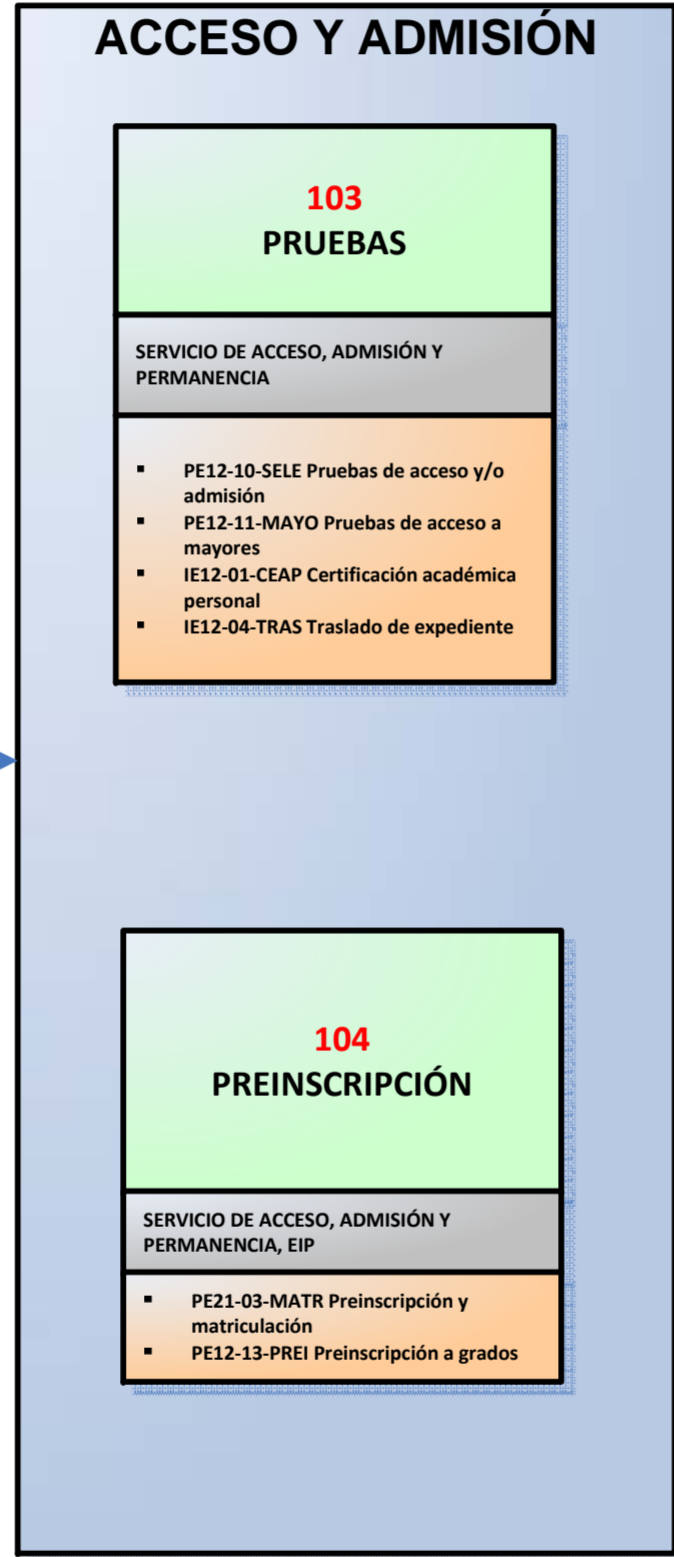 ACCESO Y ADMISIÓN
103
PRUEBAS
SERVICIO DE ACCESO, ADMISIÓN Y
PERMANENCIA
▪ PE12-10-SELE Pruebas de acceso y/o
admisión
▪ PE12-11-MAYO Pruebas de acceso a
mayores
▪ IE12-01-CEAP Certificación académica
personal
▪ IE12-04-TRAS Traslado de expediente
104
PREINSCRIPCIÓN
SERVICIO DE ACCESO, ADMISIÓN Y
PERMANENCIA, EIP
▪ PE21-03-MATR Preinscripción y
matriculación
▪ PE12-13-PREI Preinscripción a grados